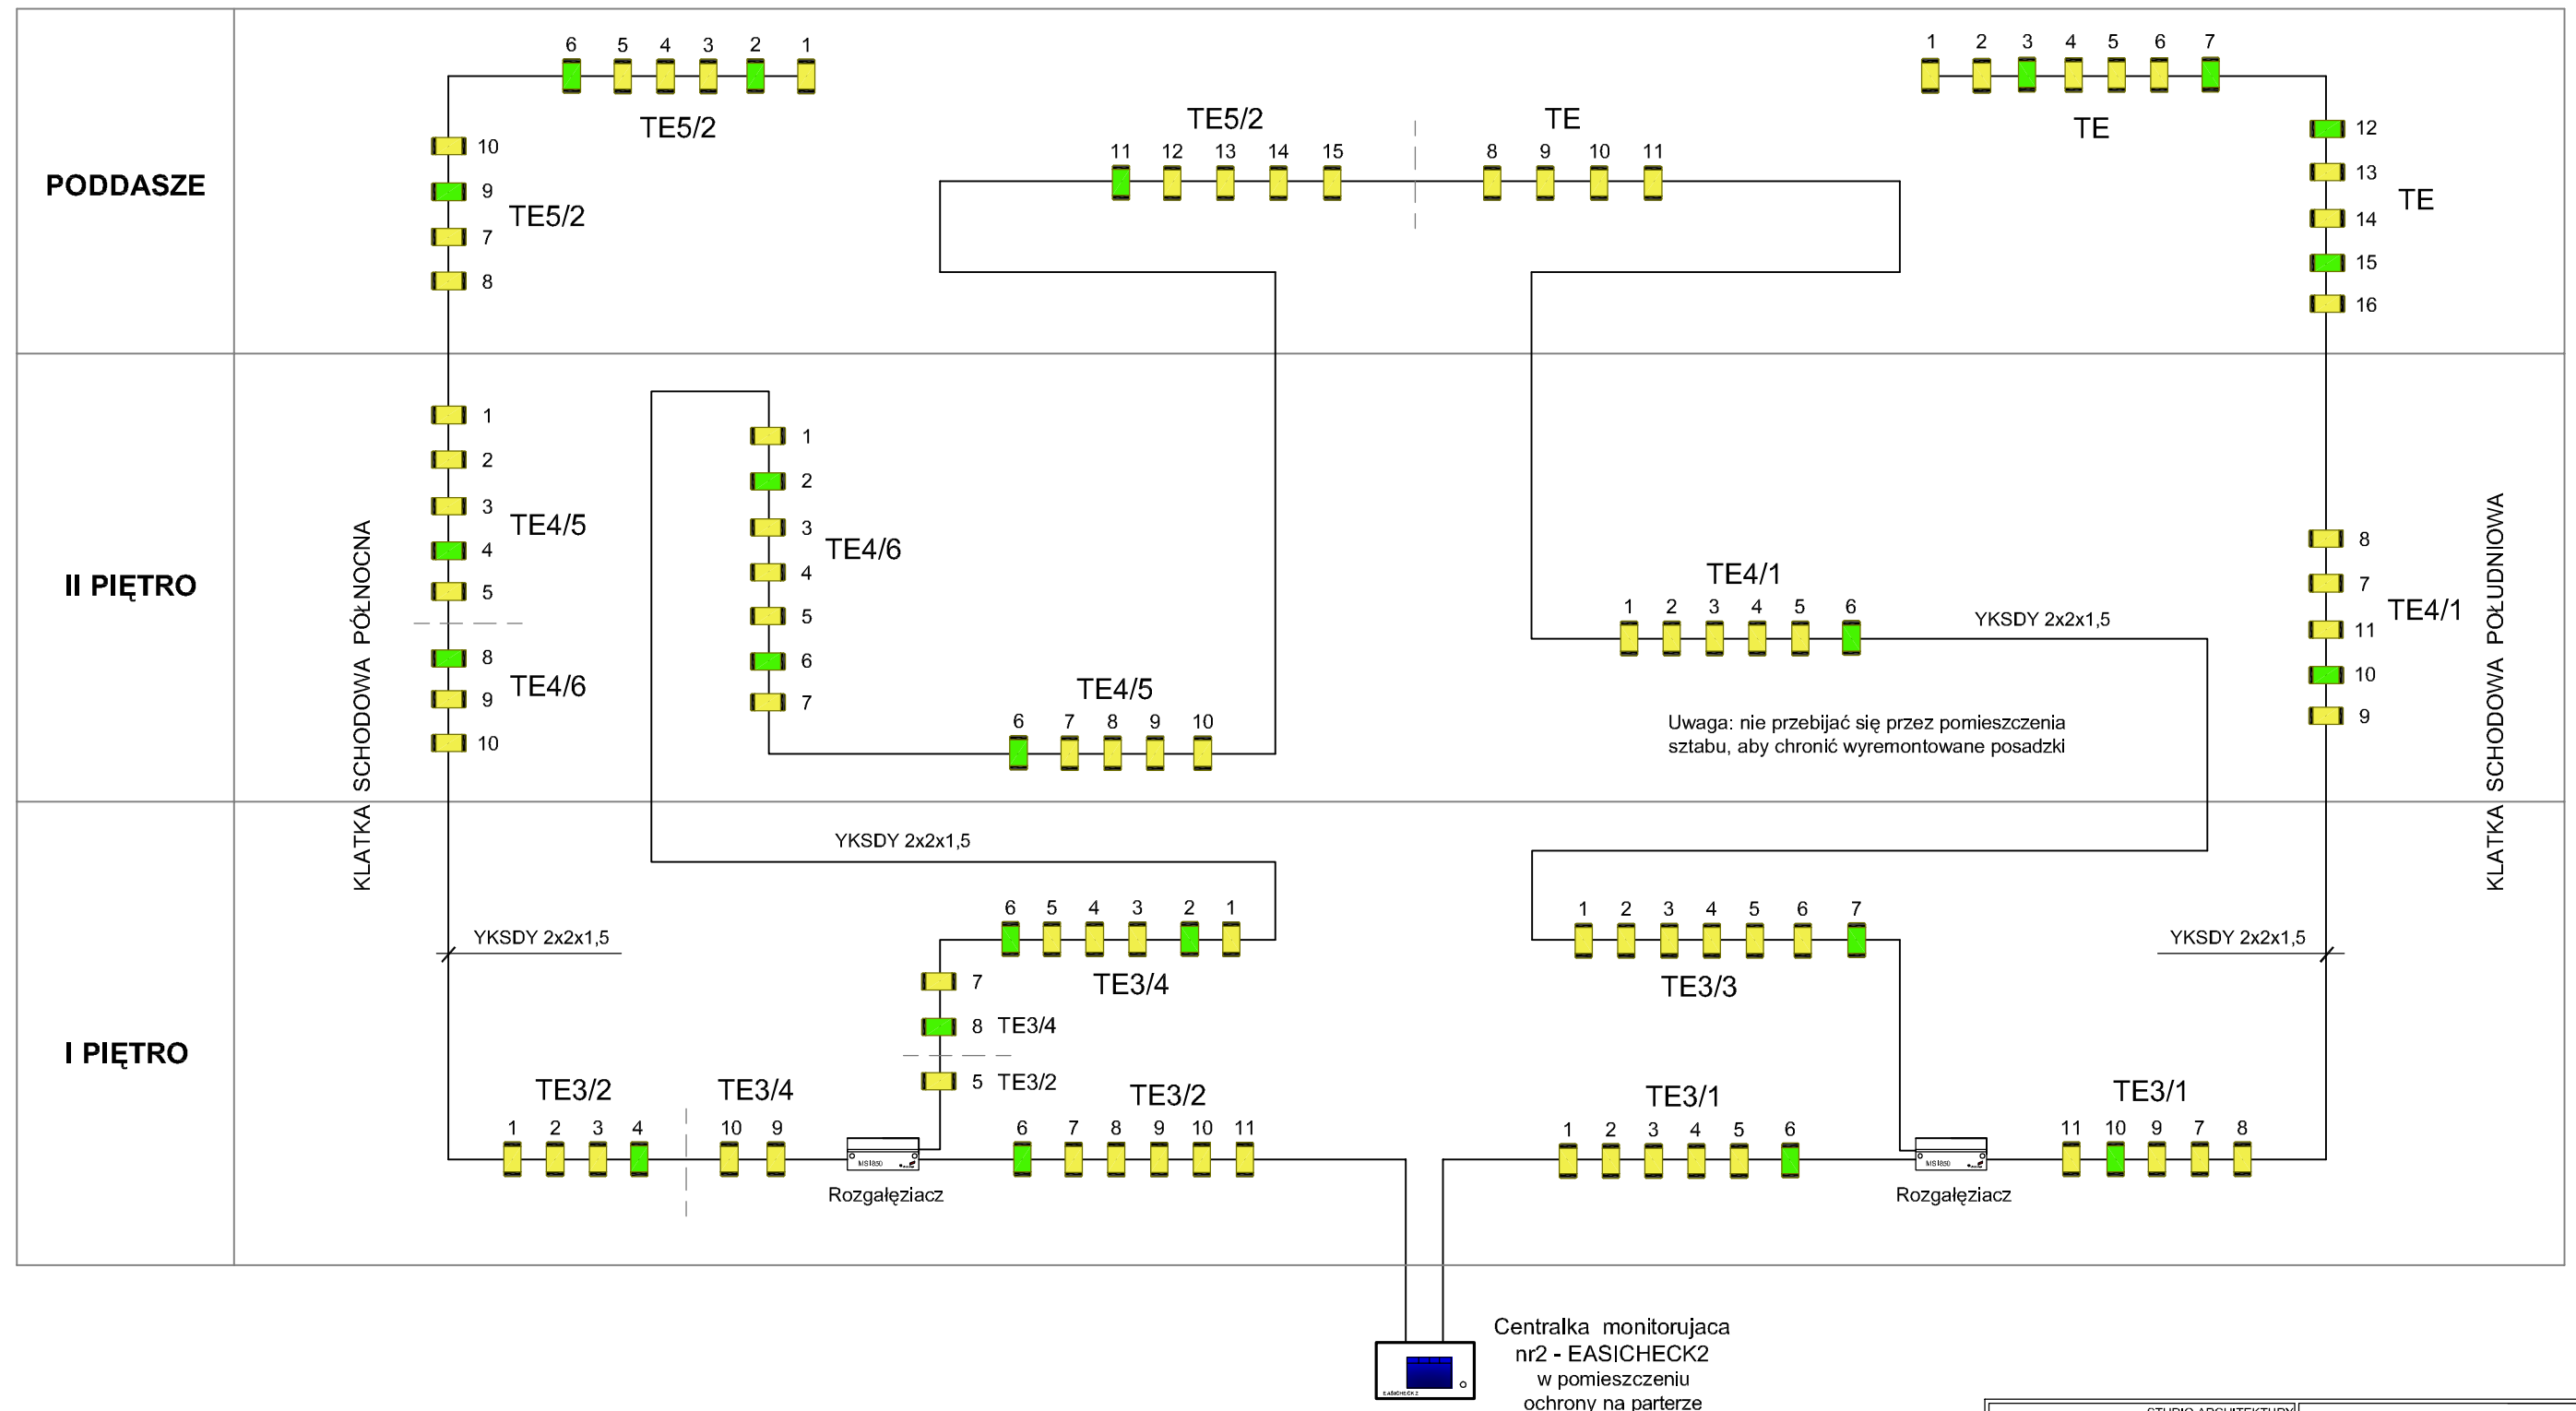 PODDASZE
6 5 4 3 2 1
TE5/2
10
9
7
8
TE5/2
TE5/2
11 12 13 14 15
TE
8 9 10 11
1 2 3 4 5 6 7
TE
12
13
14
15
16
TE
II PIĘTRO
KLATKA SCHODOWA PÓŁNOCNA
1
2
3
4
5
TE4/5
8
9
10
TE4/6
1
2
3
4
5
6
7
TE4/6
TE4/5
6 7 8 9 10
TE4/1
1 2 3 4 5 6
YKSDY 2x2x1,5
Uwaga: nie przebijać się przez pomieszczenia
sztabu, aby chronić wyremontowane posadzki
8
7
11
10
9
TE4/1
KLATKA SCHODOWA POŁUDNIOWA
I PIĘTRO
YKSDY 2x2x1,5
YKSDY 2x2x1,5
6 5 4 3 2 1
TE3/4
7
8 TE3/4
5 TE3/2
TE3/2
1 2 3 4
TE3/4
10 9
MS1850
Rozgałęziacz
TE3/2
6 7 8 9 10 11
1 2 3 4 5 6 7
TE3/3
YKSDY 2x2x1,5
TE3/1
1 2 3 4 5 6
MS1850
Rozgałęziacz
TE3/1
11 10 9 7 8
EASICHECK 2
Centralka monitorujaca
nr2 - EASICHECK2
w pomieszczeniu
ochrony na parterze
STUDIO ARCHITEKTURY